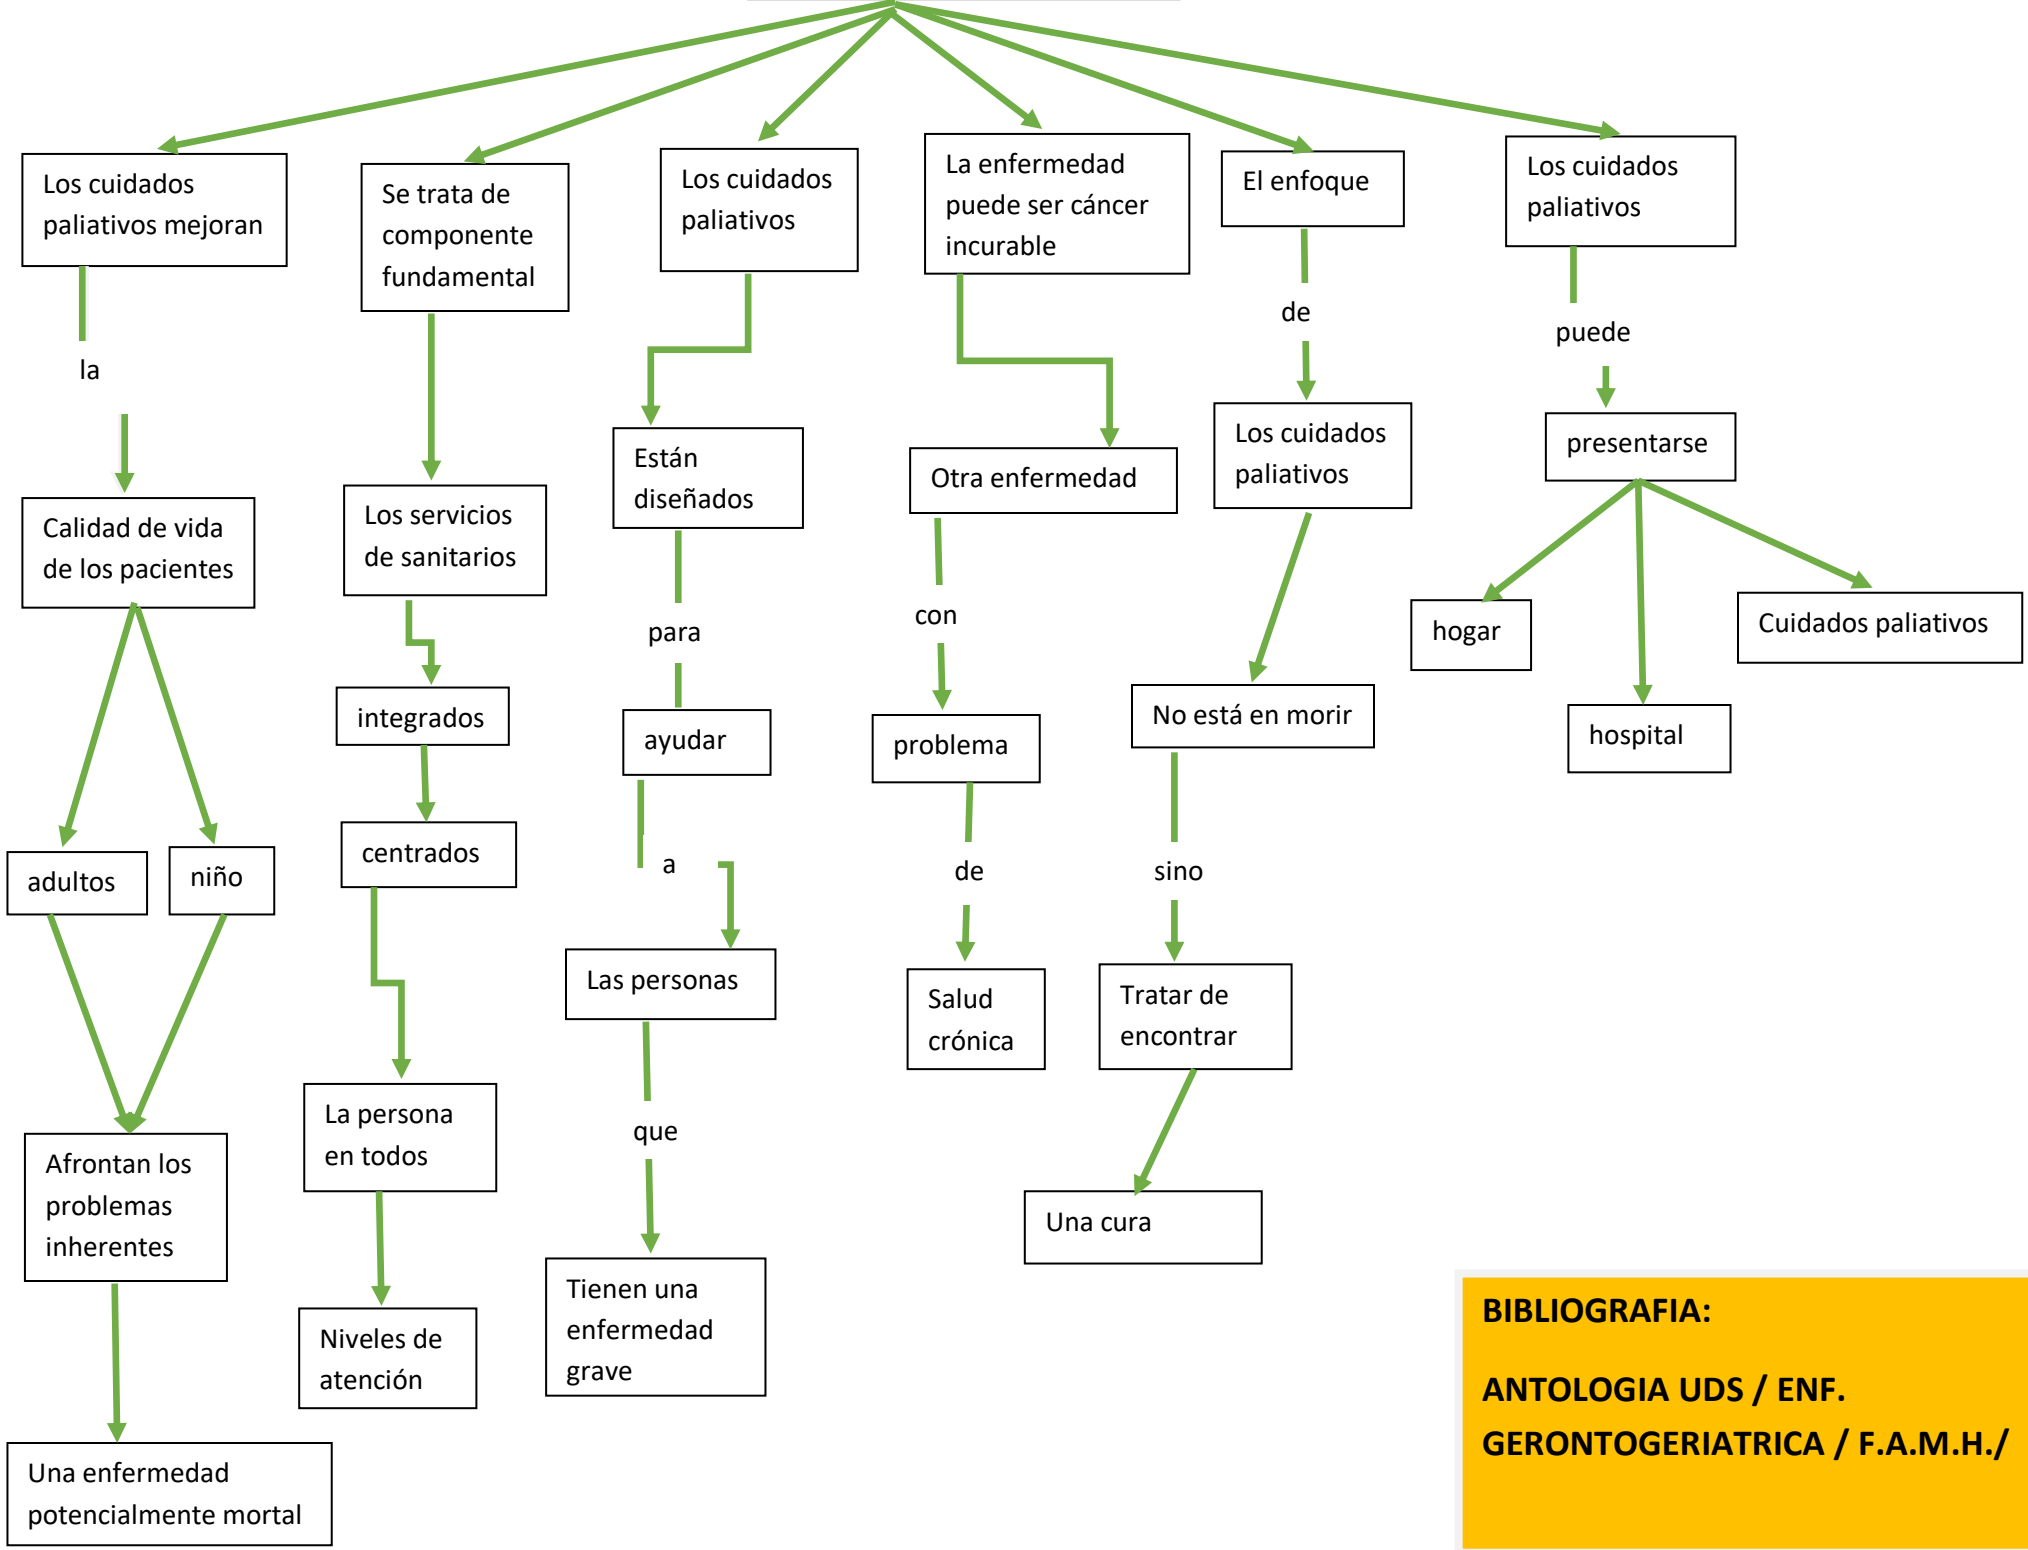 Los cuidados
paliativos mejoran
la
Calidad de vida
de los pacientes
adultos
niño
Afrontan los
problemas
inherentes
Una enfermedad
potencialmente mortal
Se trata de
componente
fundamental
Los servicios
de sanitarios
integrados
centrados
La persona
en todos
Niveles de
atención
Los cuidados
paliativos
Están
diseñados
para
ayudar
a
Las personas
que
Tienen una
enfermedad
grave
La enfermedad
puede ser cáncer
incurable
Otra enfermedad
con
problema
de
Salud
crónica
El enfoque
de
Los cuidados
paliativos
No está en morir
sino
Tratar de
encontrar
Una cura
Los cuidados
paliativos
puede
presentarse
hogar
hospital
Cuidados paliativos
BIBLIOGRAFIA:
ANTOLOGIA UDS / ENF.
GERONTOGERIATRICA / F.A.M.H./